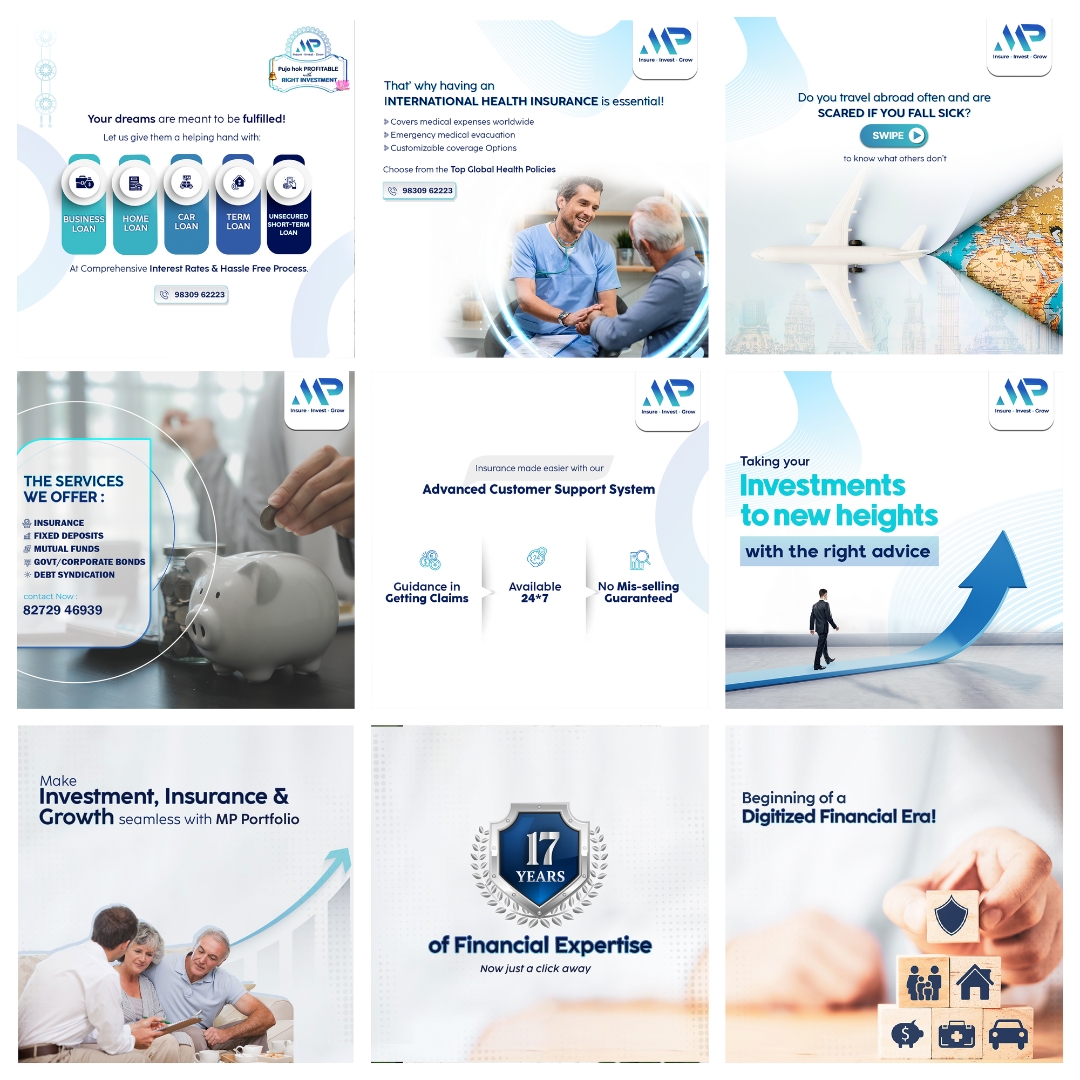 MP
Insure - Invest - Grow
Pujo hok PROFITABLE
with
RIGHT INVESTMENT
Your dreams are meant to be fulfilled!
Let us give them a helping hand with:
BUSINESS
LOAN
HOME
LOAN
CAR
LOAN
TERM
LOAN
UNSECURED
SHORT-TERM
LOAN
At Comprehensive Interest Rates & Hassle Free Process.
98309 62223
MP
Insure - Invest - Grow
That' why having an
INTERNATIONAL HEALTH INSURANCE is essential!
Covers medical expenses worldwide
Emergency medical evacuation
Customizable coverage Options
Choose from the Top Global Health Policies
98309 62223
MP
Insure - Invest - Grow
Do you travel abroad often and are
SCARED IF YOU FALL SICK?
SWIPE
to know what others don't
MP
Insure - Invest - Grow
THE SERVICES
WE OFFER :
INSURANCE
FIXED DEPOSITS
MUTUAL FUNDS
GOVT/CORPORATE BONDS
DEBT SYNDICATION
contact Now :
82729 46939
MP
Insure - Invest - Grow
Insurance made easier with our
Advanced Customer Support System
Guidance in
Getting Claims
Available
24*7
No Mis-selling
Guaranteed
MP
Insure - Invest - Grow
Taking your
Investments
to new heights
with the right advice
Make
Investment, Insurance &
Growth seamless with MP Portfolio
17
YEARS
of Financial Expertise
Now just a click away
Beginning of a
Digitized Financial Era!
$